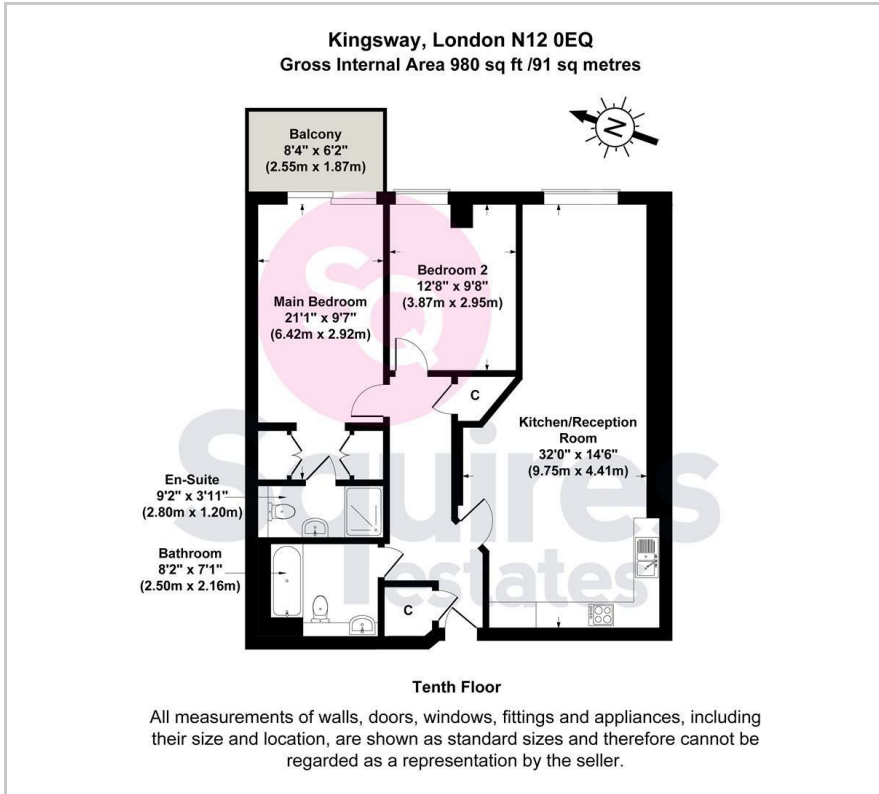 Kingsway, London N12 0EQ
Gross Internal Area 980 sq ft /91 sq metres
N
Balcony
8'4" x 6'2"
(2.55m x 1.87m)
Bedroom 2
12'8" x 9'8"
(3.87m x 2.95m)
Main Bedroom
21'1" x 9'7"
(6.42m x 2.92m)
SQ
C
Kitchen/Reception
Room
32'0" x 14'6"
(9.75m x 4.41m)
Squires
estates
En-Suite
9'2" x 3'11"
(2.80m x 1.20m)
Bathroom
8'2" x 7'1"
(2.50m x 2.16m)
C
Tenth Floor
All measurements of walls, doors, windows, fittings and appliances, including
their size and location, are shown as standard sizes and therefore cannot be
regarded as a representation by the seller.